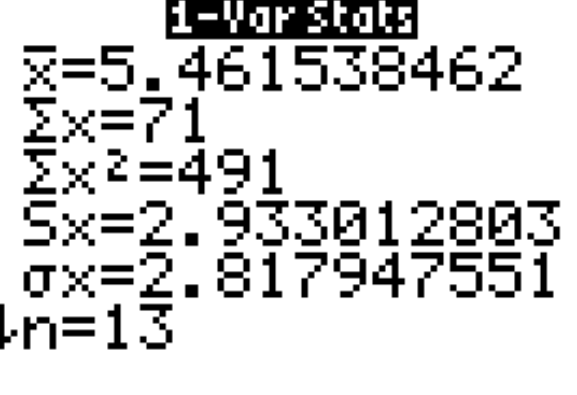 1-Var Stats
x̄=5.461538462
Σx=71
Σx²=491
Sx=2.933012803
σx=2.817947551
↓n=13